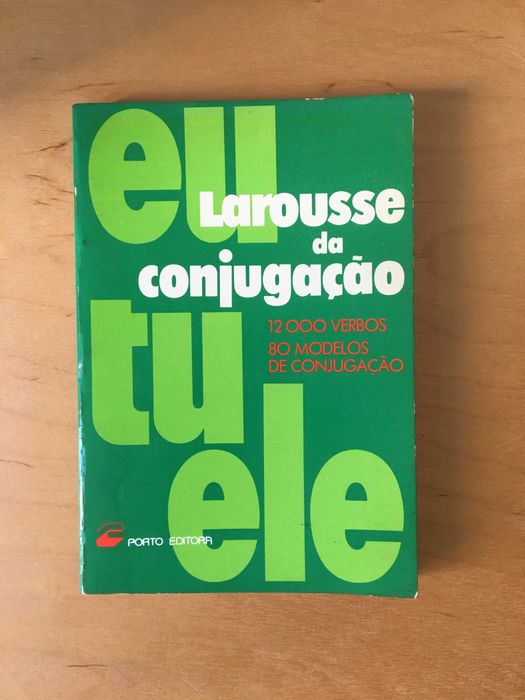 eu
Larousse
da
conjugação
12 000 VERBOS
80 MODELOS
DE CONJUGAÇÃO
tu
ele
PORTO EDITORA